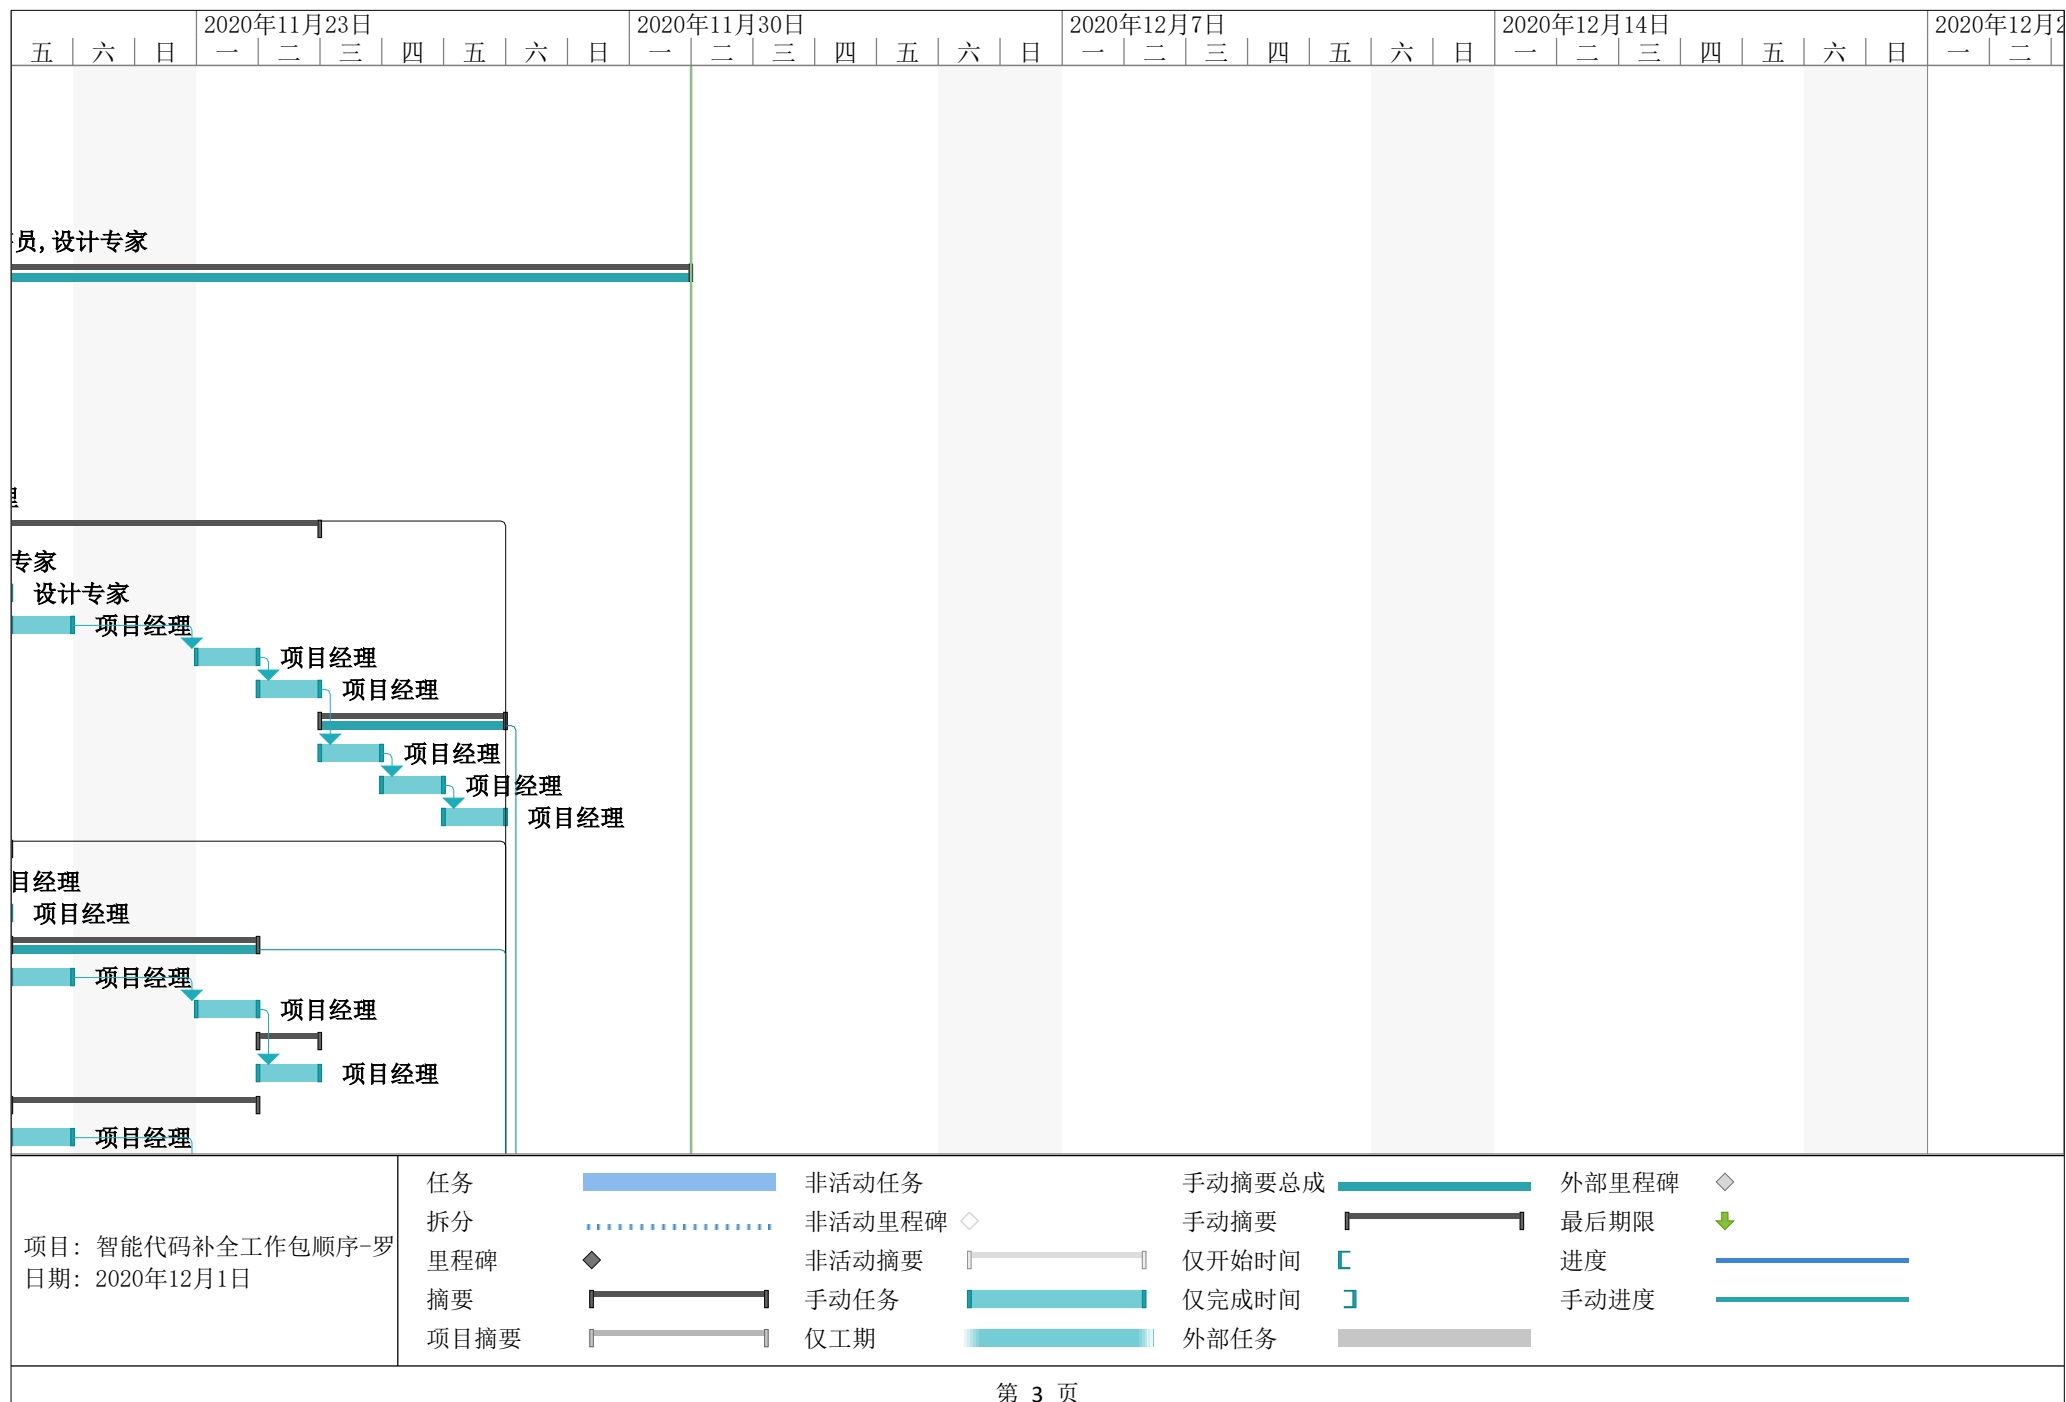 2020年11月23日 2020年11月30日 2020年12月7日 2020年12月14日 2020年12月2
五 六 日 一 二 三 四 五 六 日 一 二 三 四 五 六 日 一 二 三 四 五 六 日 一 二 三 四 五 六 日 一 二
员,设计专家
专家
设计专家
项目经理
项目经理
项目经理
项目经理
项目经理
项目经理
目经理
项目经理
项目经理
项目经理
项目经理
项目经理
任务 非活动任务 手动摘要总成 外部里程碑
拆分 非活动里程碑 手动摘要 最后期限
项目: 智能代码补全工作包顺序-罗
里程碑 非活动摘要 仅开始时间 进度
日期: 2020年12月1日
摘要 手动任务 仅完成时间 手动进度
项目摘要 仅工期 外部任务
第 3 页